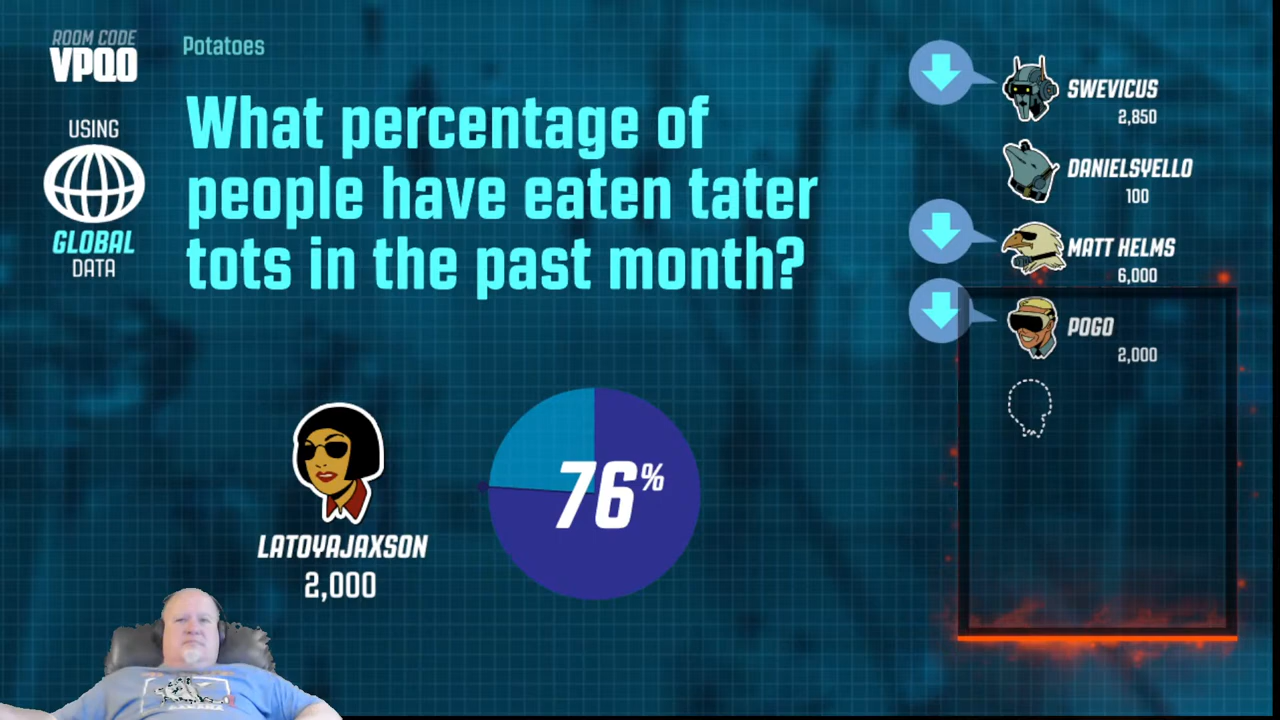 ROOM CODE
VPQO
USING
GLOBAL
DATA
Potatoes
What percentage of
people have eaten tater
tots in the past month?
LATOYAJAXSON
2,000
76%
SWEVICUS
2,850
DANIELSYELLO
100
MATT HELMS
6,000
POGO
2,000